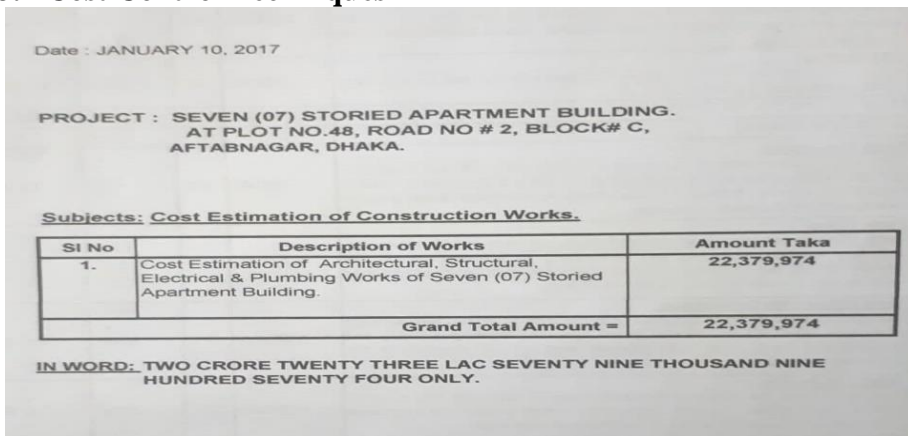 Date : JANUARY 10, 2017
PROJECT : SEVEN (07) STORIED APARTMENT BUILDING.
AT PLOT NO.48, ROAD NO # 2, BLOCK# C,
AFTABNAGAR, DHAKA.
Subjects: Cost Estimation of Construction Works.
SI No Description of Works Amount Taka
1. Cost Estimation of Architectural, Structural, 22,379,974
Electrical & Plumbing Works of Seven (07) Storied
Apartment Building.
Grand Total Amount = 22,379,974
IN WORD: TWO CRORE TWENTY THREE LAC SEVENTY NINE THOUSAND NINE
HUNDRED SEVENTY FOUR ONLY.